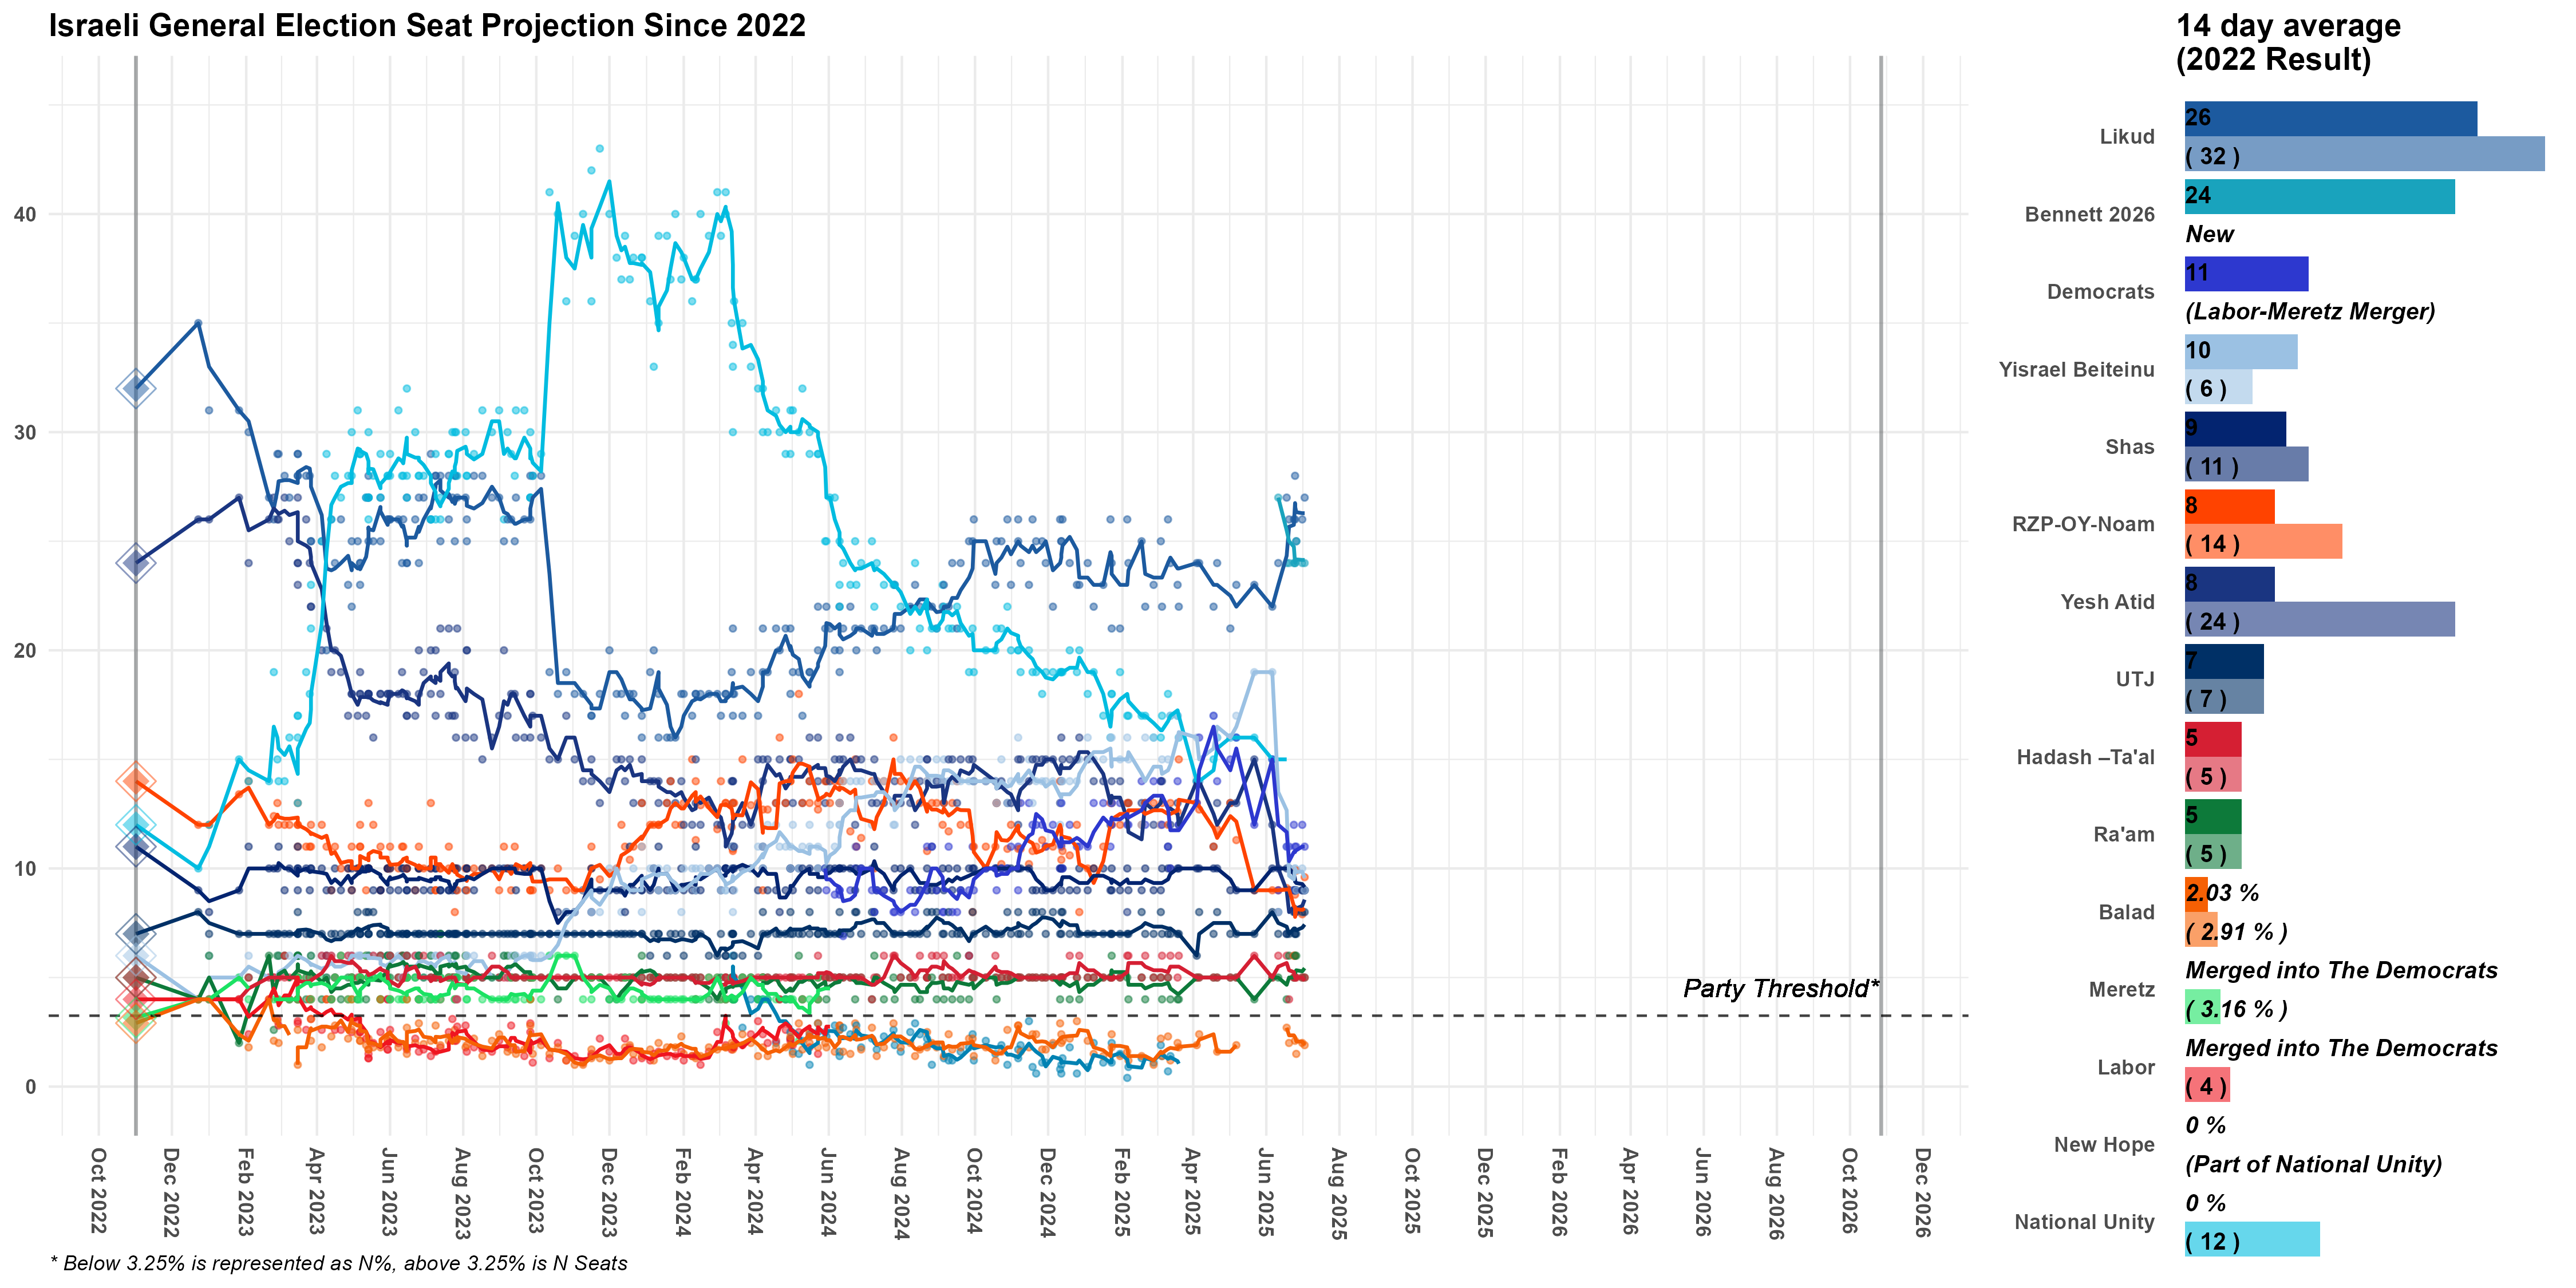 Israeli General Election Seat Projection Since 2022
14 day average
(2022 Result)
40
30
20
10
0
Party Threshold*
Oct 2022
Dec 2022
Feb 2023
Apr 2023
Jun 2023
Aug 2023
Oct 2023
Dec 2023
Feb 2024
Apr 2024
Jun 2024
Aug 2024
Oct 2024
Dec 2024
Feb 2025
Apr 2025
Jun 2025
Aug 2025
Oct 2025
Dec 2025
Feb 2026
Apr 2026
Jun 2026
Aug 2026
Oct 2026
Dec 2026
* Below 3.25% is represented as N%, above 3.25% is N Seats
Likud
26
( 32 )
Bennett 2026
24
New
Democrats
11
(Labor-Meretz Merger)
Yisrael Beiteinu
10
( 6 )
Shas
9
( 11 )
RZP-OY-Noam
8
( 14 )
Yesh Atid
8
( 24 )
UTJ
7
( 7 )
Hadash –Ta'al
5
( 5 )
Ra'am
5
( 5 )
Balad
2.03 %
( 2.91 % )
Meretz
Merged into The Democrats
( 3.16 % )
Labor
Merged into The Democrats
( 4 )
New Hope
0 %
(Part of National Unity)
National Unity
0 %
( 12 )